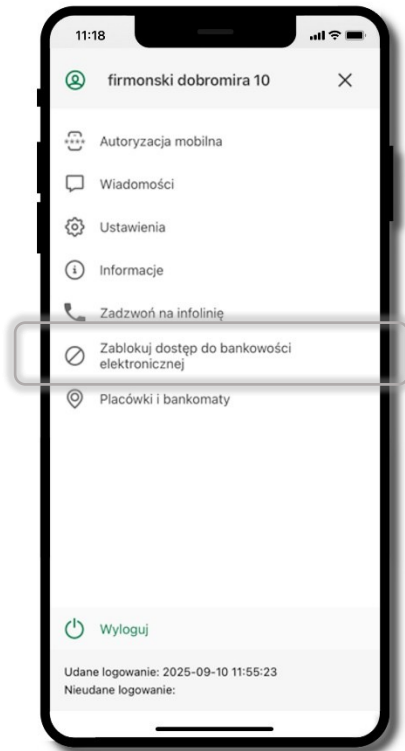 11:18
firmonski dobromira 10
Autoryzacja mobilna
Wiadomości
Ustawienia
Informacje
Zadzwoń na infolinię
Zablokuj dostęp do bankowości
elektronicznej
Placówki i bankomaty
Wyloguj
Udane logowanie: 2025-09-10 11:55:23
Nieudane logowanie: